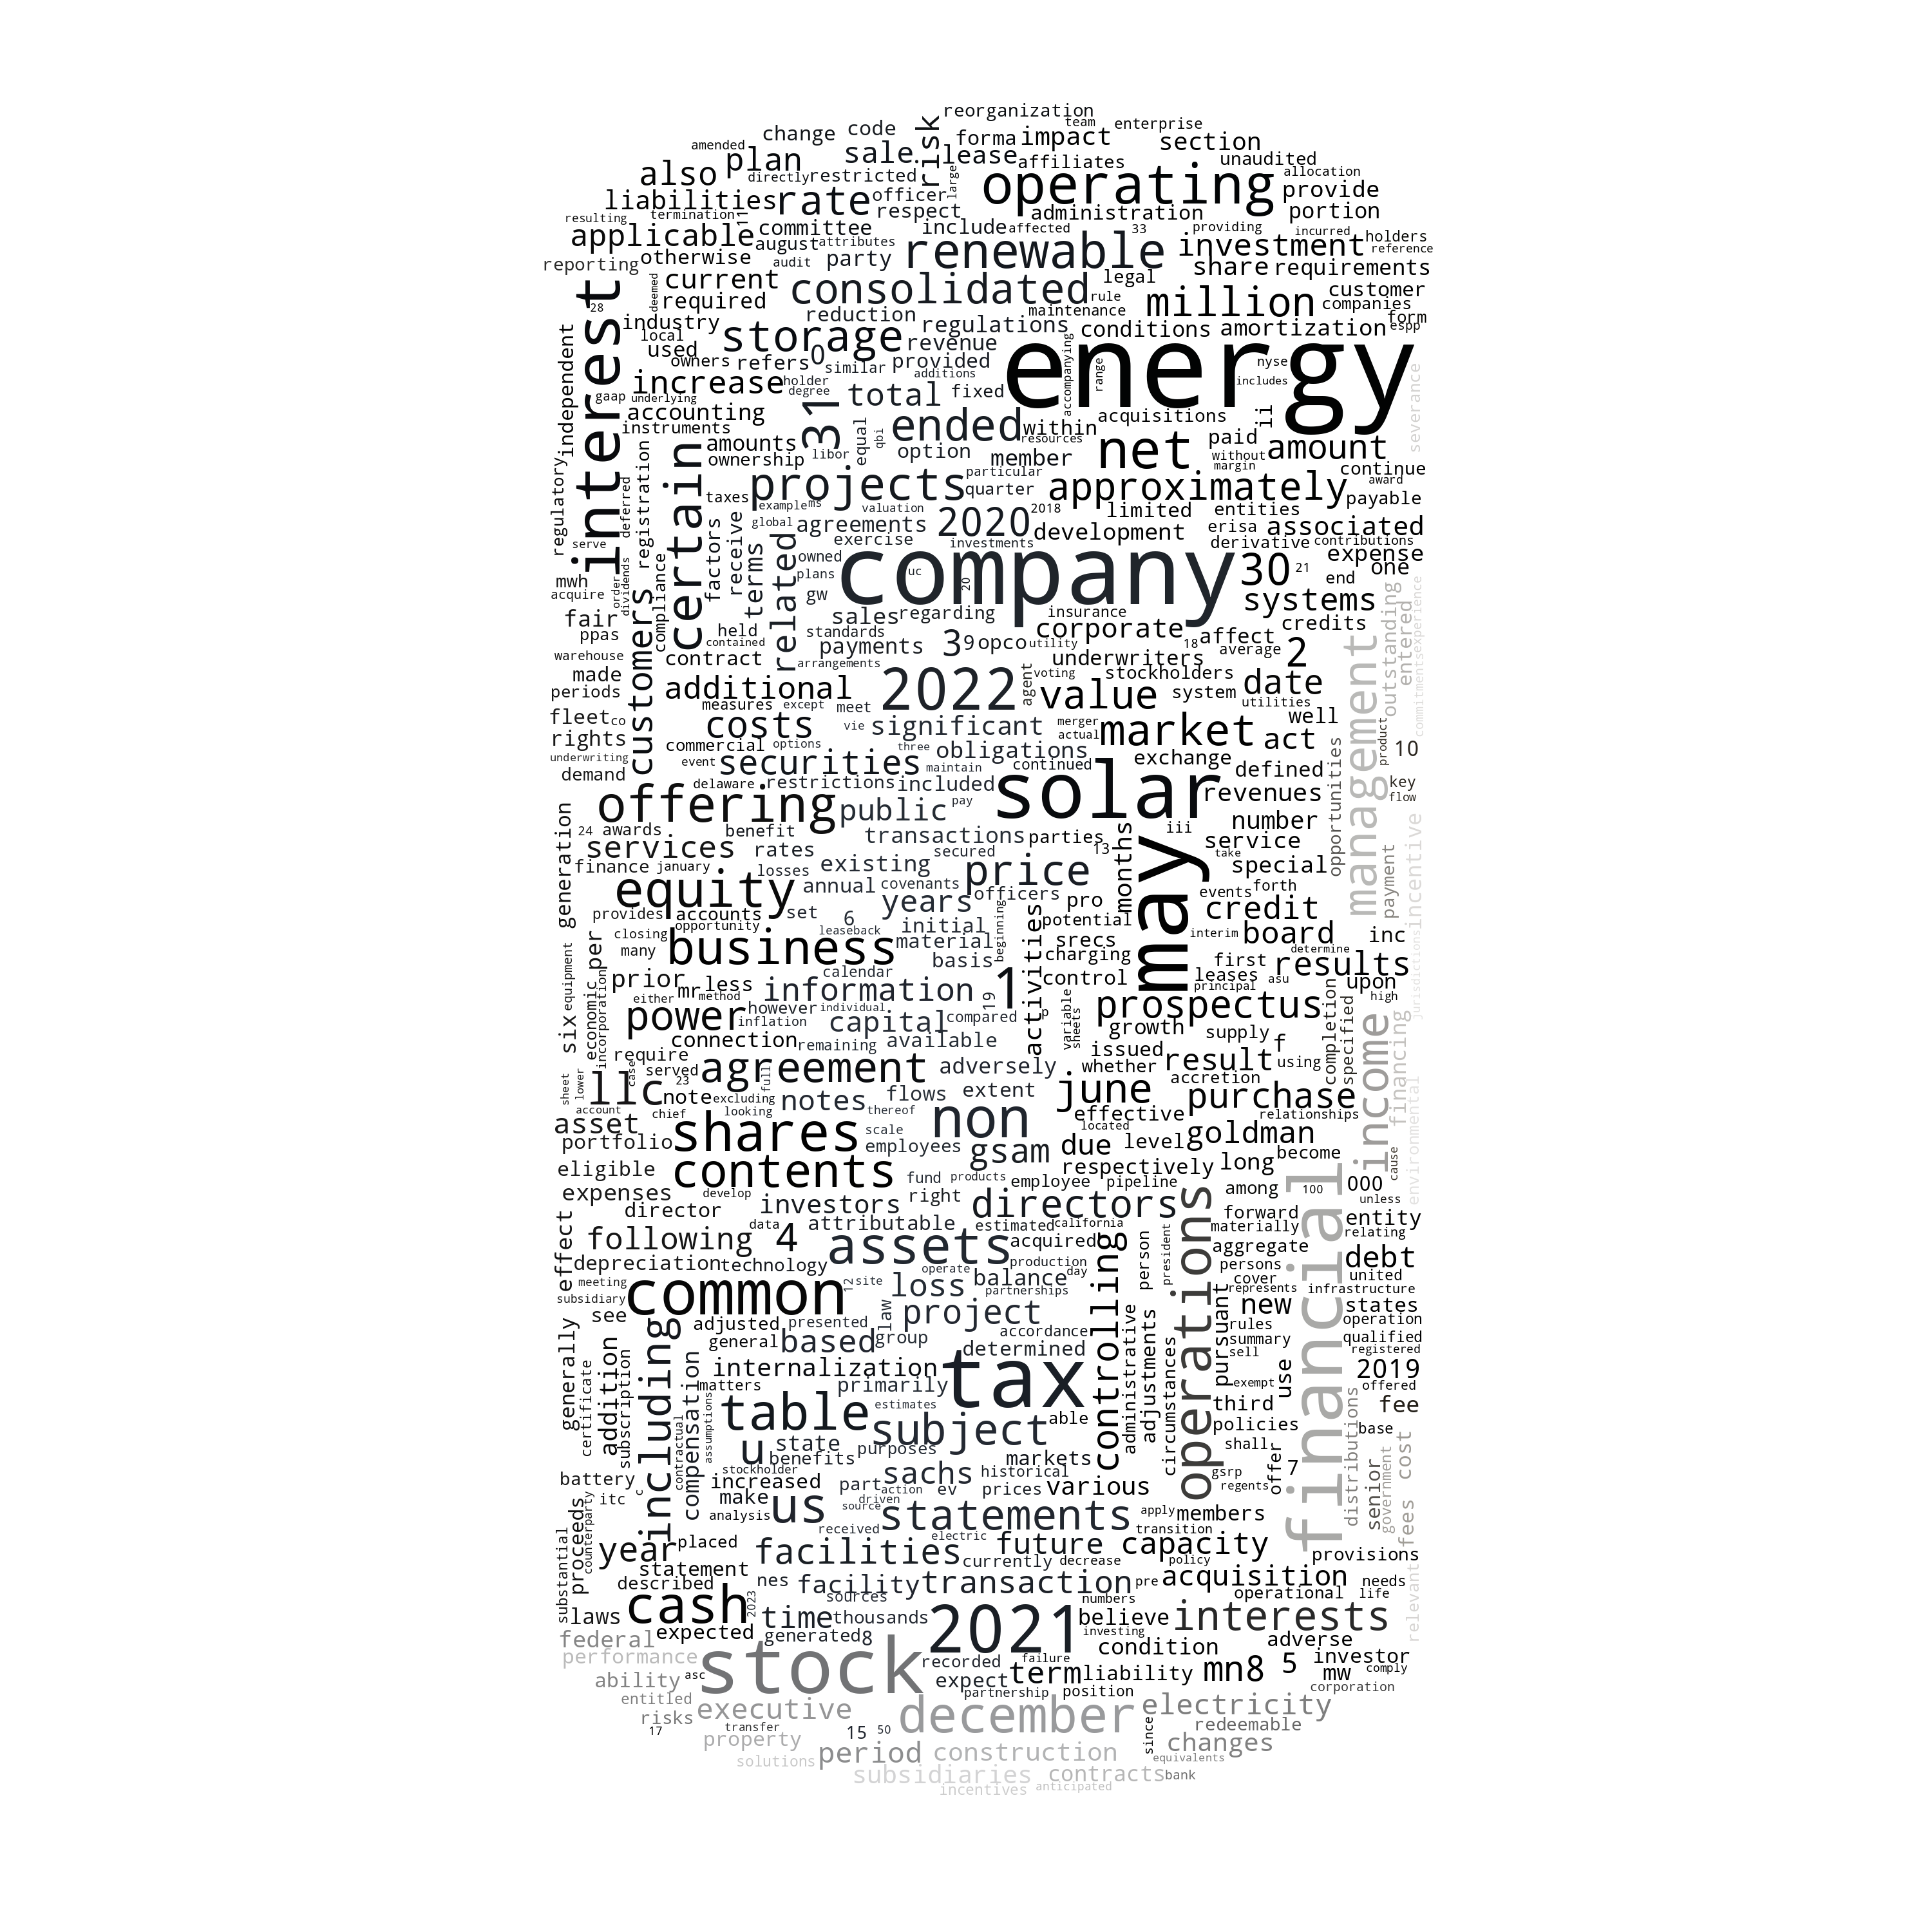 reorganization
team
enterprise
change
code
risk
forma
impact
section
amended
plan
sale
lease
affiliates
unaudited
also
directly
restricted
large
operating
allocation
liabilities
rate
officer
provide
resulting
termination
11
respect
administration
portion
applicable
committee
include
affected
33
providing
incurred
holders
august
attributes
renewable
investment
reference
reporting
otherwise
audit
party
legal
share
requirements
interest
28
deemed
current
consolidated
rule
million
customer
required
companies
industry
reduction
maintenance
form
local
storage
regulations
conditions
amortization
espp
independent
used
revenue
energy
owners
refers
0
similar
provided
accompanying
range
nyse
includes
additions
increase
holder
degree
total
fixed
severance
gaap
underlying
31
accounting
ended
within
acquisitions
ii
instruments
equal
qbi
resources
amounts
libor
option
member
net
paid
amount
ownership
without
margin
continue
regulatory
deferred
registration
certain
taxes
projects
particular
quarter
approximately
award
payable
example
ms
valuation
2018
limited
entities
global
agreements
2020
development
erisa
associated
serve
factors
receive
terms
related
exercise
investments
derivative
contributions
expense
owned
company
uc
20
30
21
end
one
mwh
acquire
order
dividends
compliance
plans
gw
systems
fair
customers
sales
regarding
insurance
credits
outstanding
entered
experience
ppas
held
contained
standards
payments
3
9
opco
utility
corporate
18
affect
average
2
management
warehouse
contract
arrangements
underwriters
made
additional
2022
agent
voting
stockholders
commitments
periods
measures
except
meet
value
system
date
utilities
fleet
co
costs
vie
significant
merger
actual
market
well
product
rights
commercial
options
three
obligations
act
10
underwriting
event
securities
maintain
continued
exchange
opportunities
demand
delaware
restrictions
included
solar
defined
key
offering
public
pay
revenues
flow
generation
24
awards
benefit
transactions
parties
iii
number
incentive
services
rates
secured
13
months
may
service
take
finance
january
losses
existing
price
special
payment
equity
annual
covenants
officers
events
forth
provides
accounts
set
6
years
pro
credit
closing
opportunity
leaseback
initial
beginning
activities
potential
interim
board
inc
many
business
material
srecs
determine
equipment
per
basis
charging
first
results
jurisdictions
prior
calendar
1
control
leases
asu
upon
either
mr
less
method
information
19
principal
high
six
economic
incorporation
power
however
individual
p
variable
sheets
prospectus
completion
specified
inflation
capital
compared
growth
supply
f
income
financing
connection
remaining
available
issued
require
served
case
agreement
full
adversely
whether
result
using
sheet
lower
llc
23
june
accretion
note
excluding
notes
flows
extent
purchase
account
chief
looking
thereof
non
effective
relationships
environmental
asset
shares
scale
located
portfolio
employees
gsam
due
level
goldman
eligible
contents
respectively
long
become
cause
fund
products
employee
pipeline
financial
expenses
develop
investors
right
directors
operations
among
100
000
unless
director
data
attributable
estimated
california
forward
entity
effect
following
4
assets
acquired
controlling
president
materially
relating
depreciation
technology
production
person
aggregate
debt
meeting
operate
day
persons
united
common
12
site
loss
balance
cover
subsidiary
partnerships
represents
infrastructure
see
law
project
pursuant
new
states
generally
including
adjusted
presented
rules
operation
general
based
group
accordance
administrative
adjustments
summary
qualified
addition
determined
sell
registered
certificate
subscription
compensation
internalization
tax
circumstances
use
2019
matters
primarily
exempt
offered
contractual
assumptions
table
estimates
able
third
distributions
fee
subject
policies
base
u
state
benefits
purposes
markets
shall
offer
cost
battery
stockholder
sachs
historical
gsrp
7
senior
government
increased
part
action
ev
prices
various
regents
itc
c
make
driven
proceeds
counterparty
analysis
us
source
statements
apply
members
fees
substantial
received
electric
transition
year
placed
facilities
future
capacity
provisions
statement
currently
decrease
policy
described
nes
facility
transaction
pre
acquisition
needs
relevant
sources
numbers
operational
life
laws
cash
2023
time
thousands
2021
believe
interests
federal
expected
generated
8
investing
adverse
performance
stock
recorded
failure
condition
investor
ability
asc
expect
term
liability
mn8
5
mw
comply
entitled
partnership
position
corporation
risks
executive
december
electricity
17
transfer
15
50
since
redeemable
property
changes
solutions
period
construction
equivalents
subsidiaries
contracts
bank
incentives
anticipated